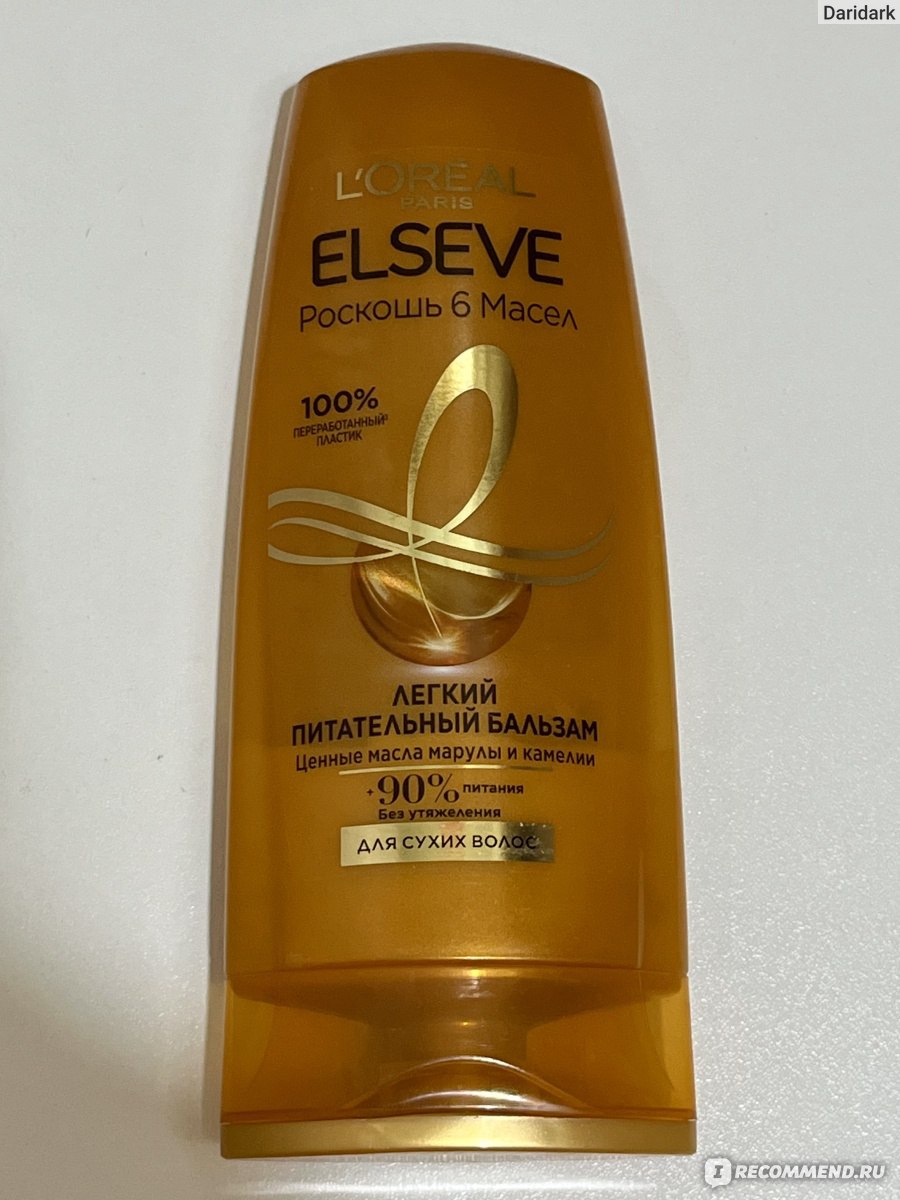 Daridark
L'ORÉAL
PARIS
ELSEVE
Роскошь 6 Масел
100%
ПЕРЕРАБОТАННЫЙ²
ПЛАСТИК
ЛЕГКИЙ
ПИТАТЕЛЬНЫЙ БАЛЬЗАМ
Ценные масла марулы и камелии
+90% питания
Без утяжеления
ДЛЯ СУХИХ ВОЛОС
I RECOMMEND.RU